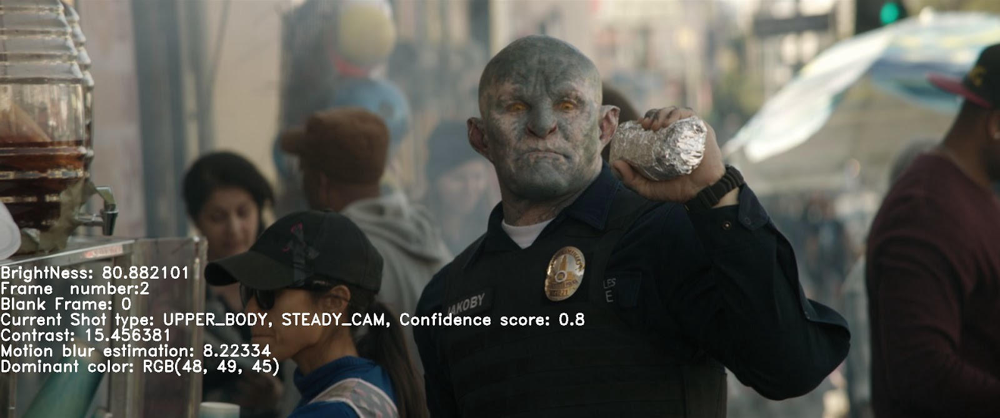 BrightNess: 80.882101
Frame  number:2
Blank Frame: 0
Current Shot type: UPPER_BODY, STEADY_CAM, Confidence score: 0.8
Contrast: 15.456381
Motion blur estimation: 8.22334
Dominant color: RGB(48, 49, 45)
JAKOBY
LES
E